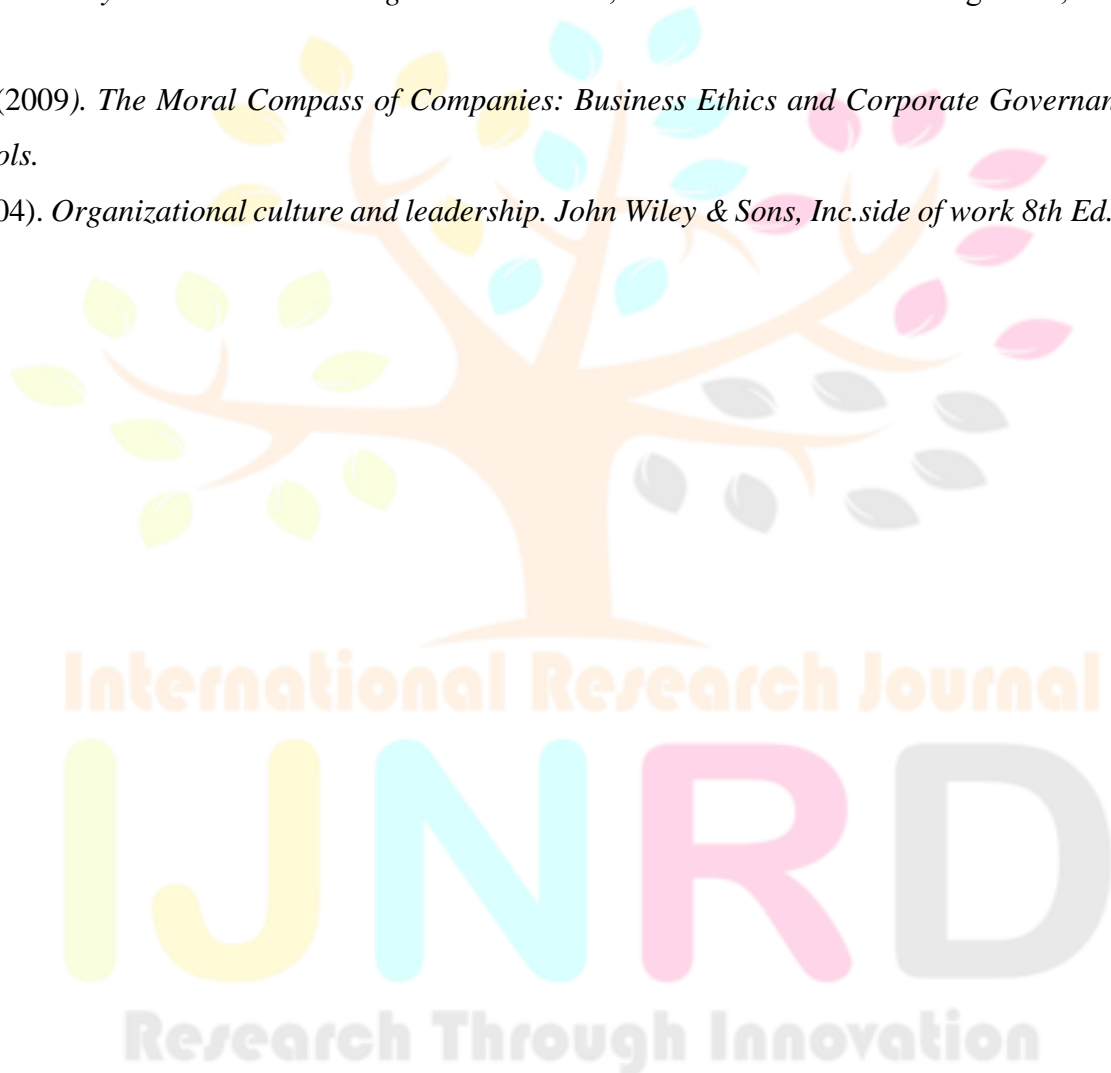 (2009). The Moral Compass of Companies: Business Ethics and Corporate Governan
ols.
04). Organizational culture and leadership. John Wiley & Sons, Inc.side of work 8th Ed.
International Research Journal
IJNRD
Research Through Innovation